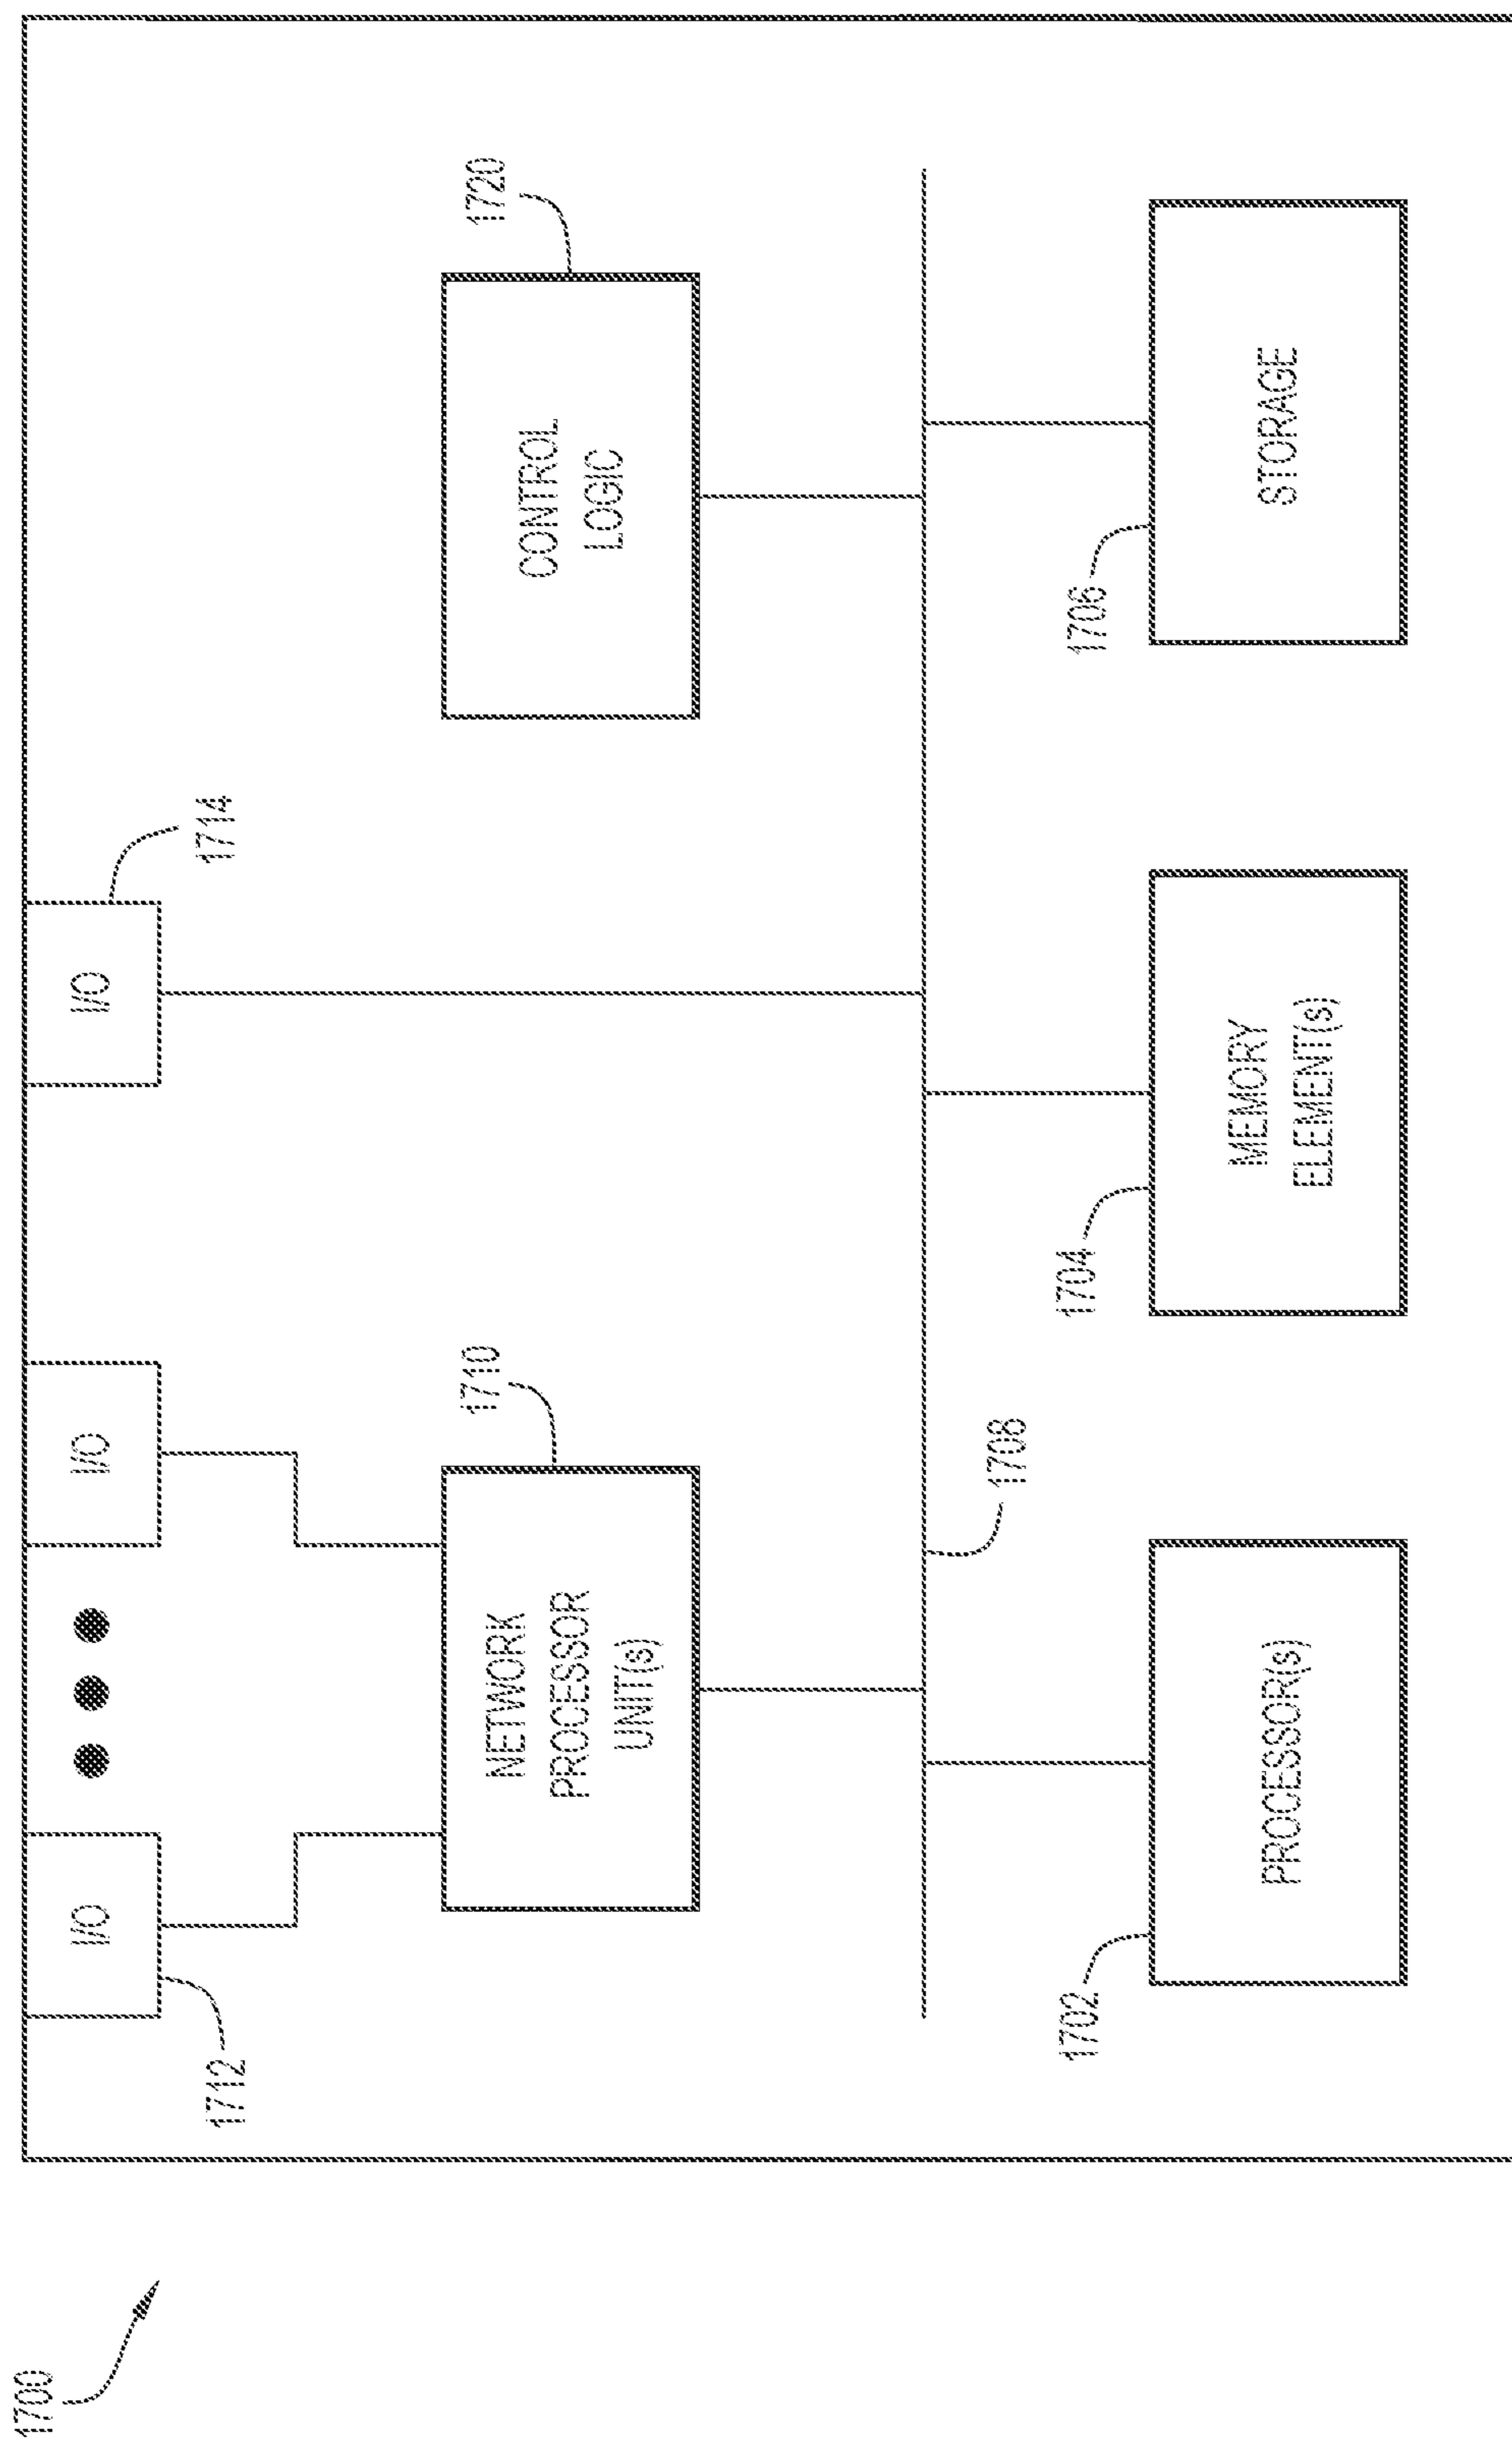 1700
I/O
I/O
I/O
1712
1714
NETWORK
PROCESSOR
UNIT(s)
1710
CONTROL
LOGIC
1720
1708
1702
PROCESSOR(s)
1704
MEMORY
ELEMENT(s)
1706
STORAGE